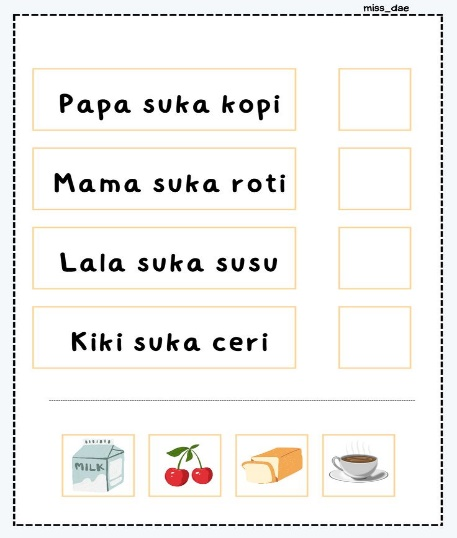 miss_dae
Papa suka kopi
Mama suka roti
Lala suka susu
Kiki suka ceri
MILK